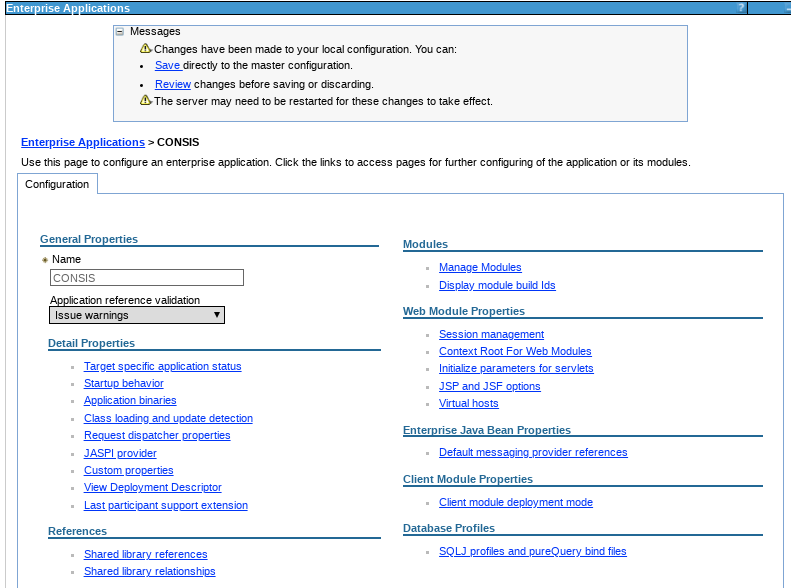 Enterprise Applications
?
Messages
Changes have been made to your local configuration. You can:
Save directly to the master configuration.
Review changes before saving or discarding.
The server may need to be restarted for these changes to take effect.
Enterprise Applications > CONSIS
Use this page to configure an enterprise application. Click the links to access pages for further configuring of the application or its modules.
Configuration
General Properties
Name
CONSIS
Application reference validation
Issue warnings
Detail Properties
Target specific application status
Startup behavior
Application binaries
Class loading and update detection
Request dispatcher properties
JASPI provider
Custom properties
View Deployment Descriptor
Last participant support extension
References
Shared library references
Shared library relationships
Modules
Manage Modules
Display module build Ids
Web Module Properties
Session management
Context Root For Web Modules
Initialize parameters for servlets
JSP and JSF options
Virtual hosts
Enterprise Java Bean Properties
Default messaging provider references
Client Module Properties
Client module deployment mode
Database Profiles
SQLJ profiles and pureQuery bind files